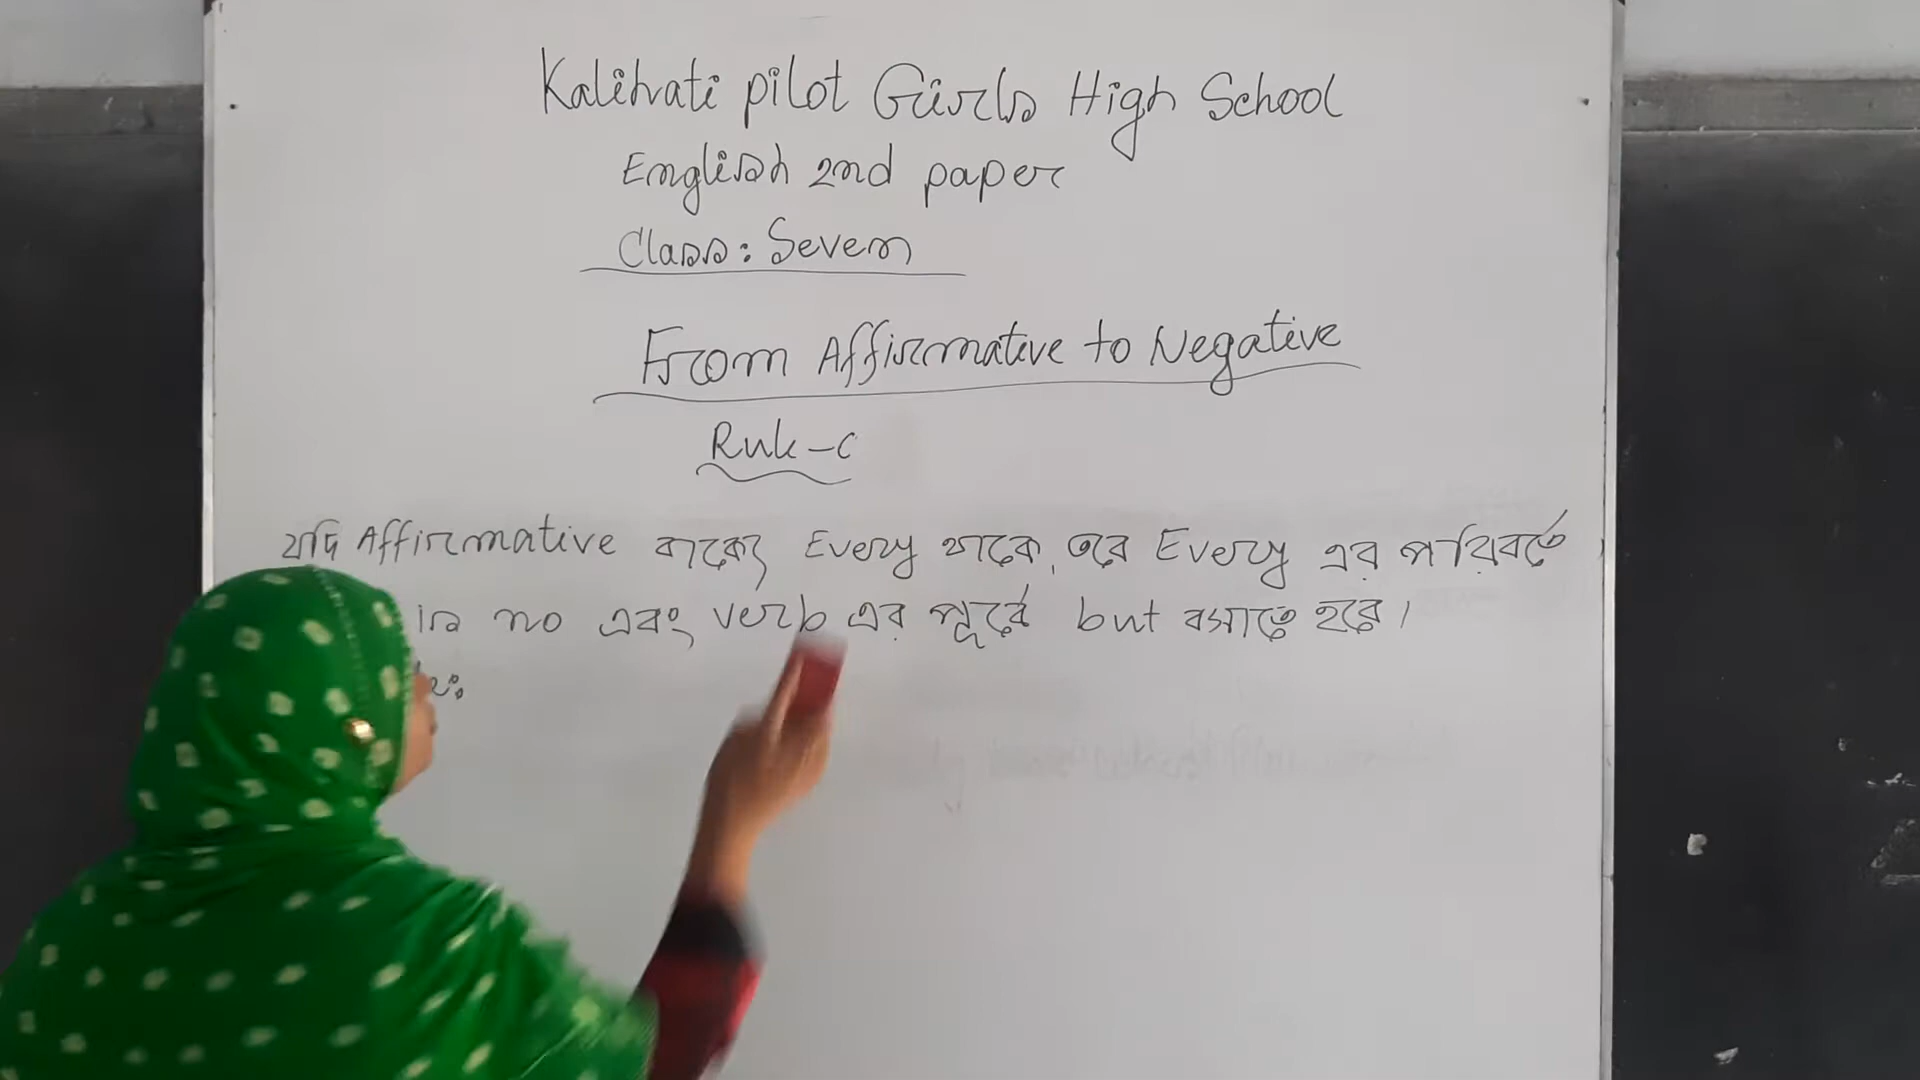 Kalihati pilot Girls High School
English 2nd paper
Class: Seven
From Affirmative to Negative
Rule-c
যদি Affirmative বাক্যে Every থাকে, তবে Every এর পরিবর্তে
no এবং verb এর পূর্বে but বসাতে হবে।